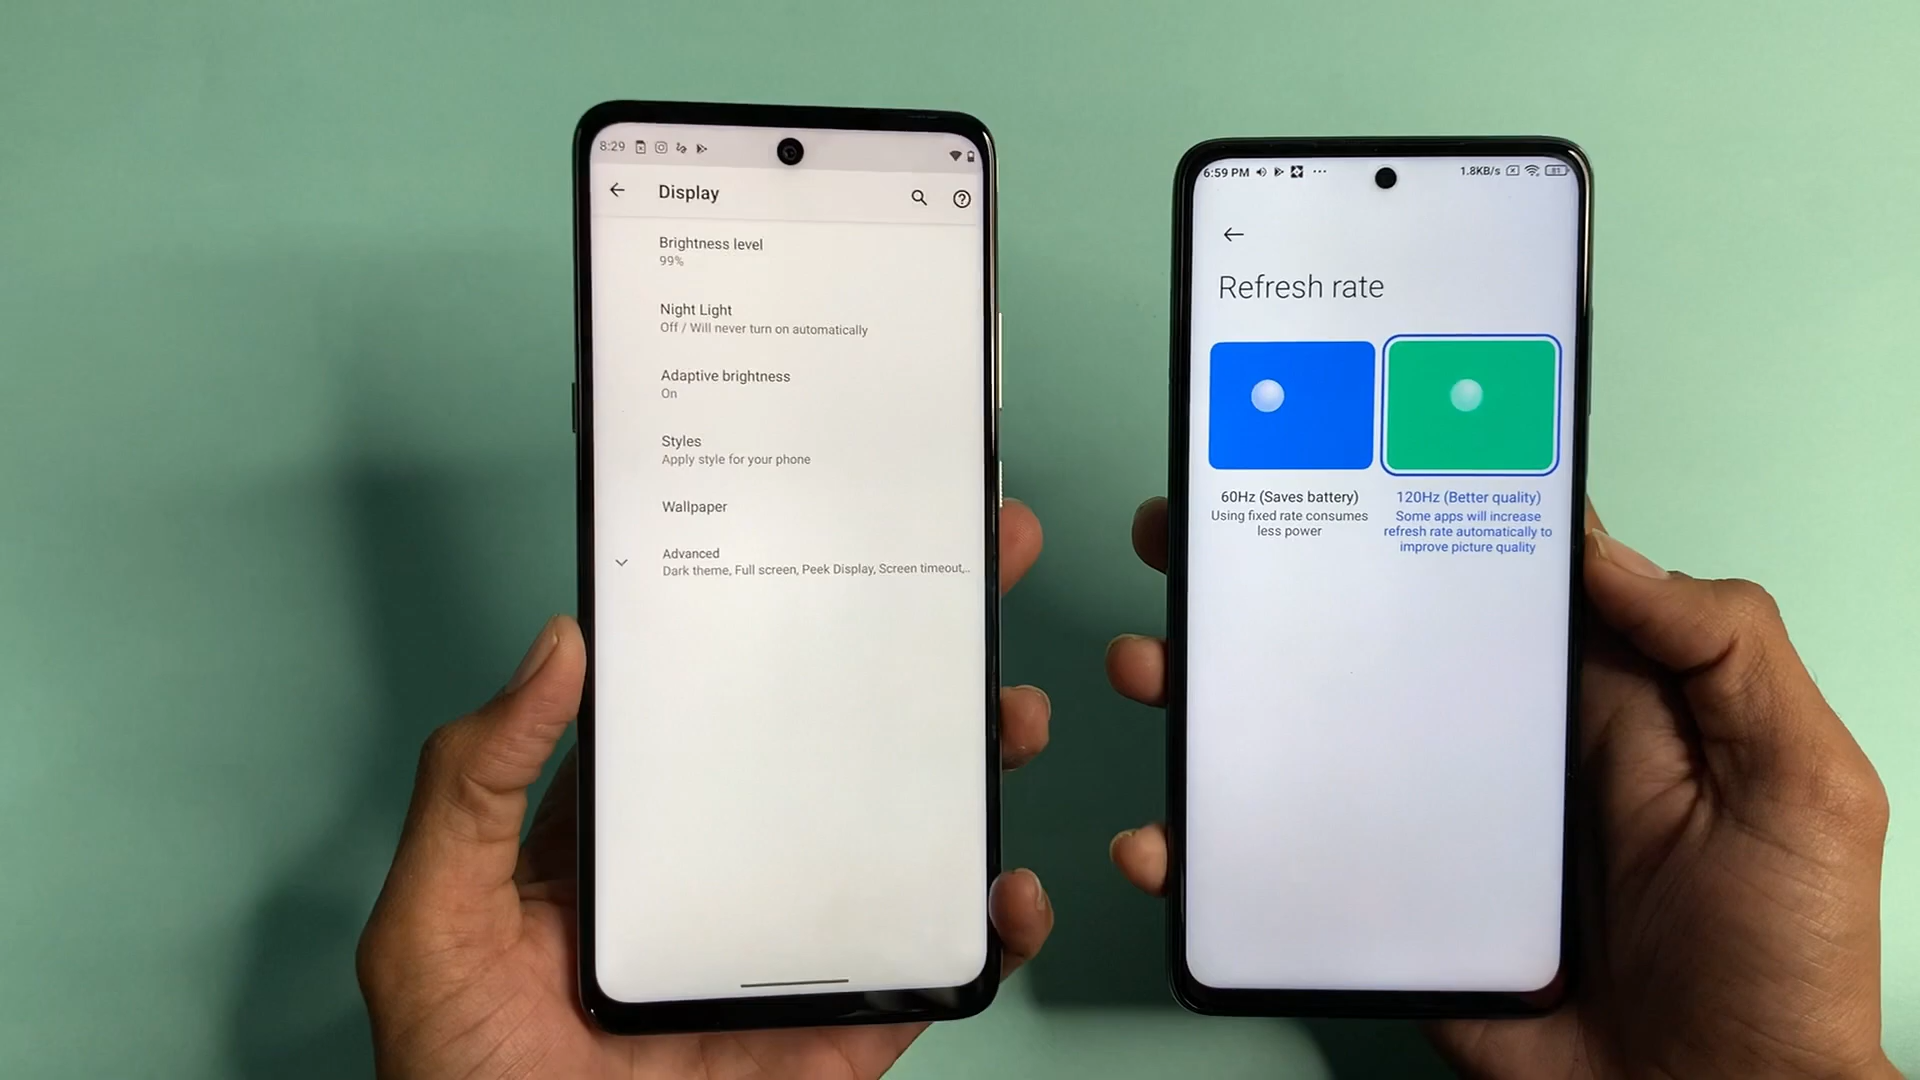 8:29
Display
Brightness level
99%
Night Light
Off / Will never turn on automatically
Adaptive brightness
On
Styles
Apply style for your phone
Wallpaper
Advanced
Dark theme, Full screen, Peek Display, Screen timeout,..
6:59 PM
1.8KB/s
81
Refresh rate
60Hz (Saves battery)
Using fixed rate consumes
less power
120Hz (Better quality)
Some apps will increase
refresh rate automatically to
improve picture quality